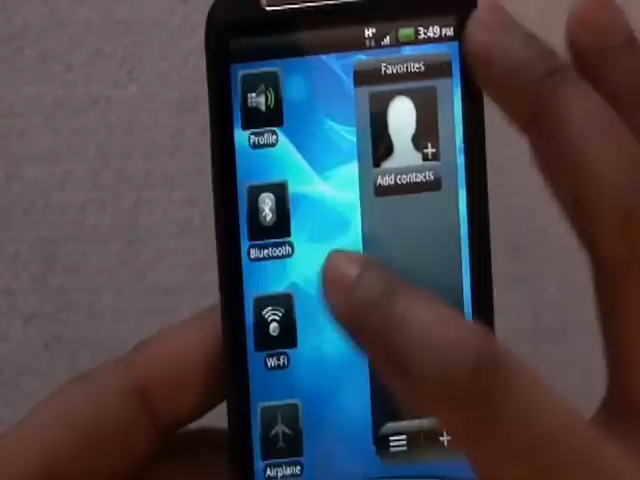 H+ 3:49 PM
Favorites
Profile
Add contacts
Bluetooth
Wi-Fi
Airplane